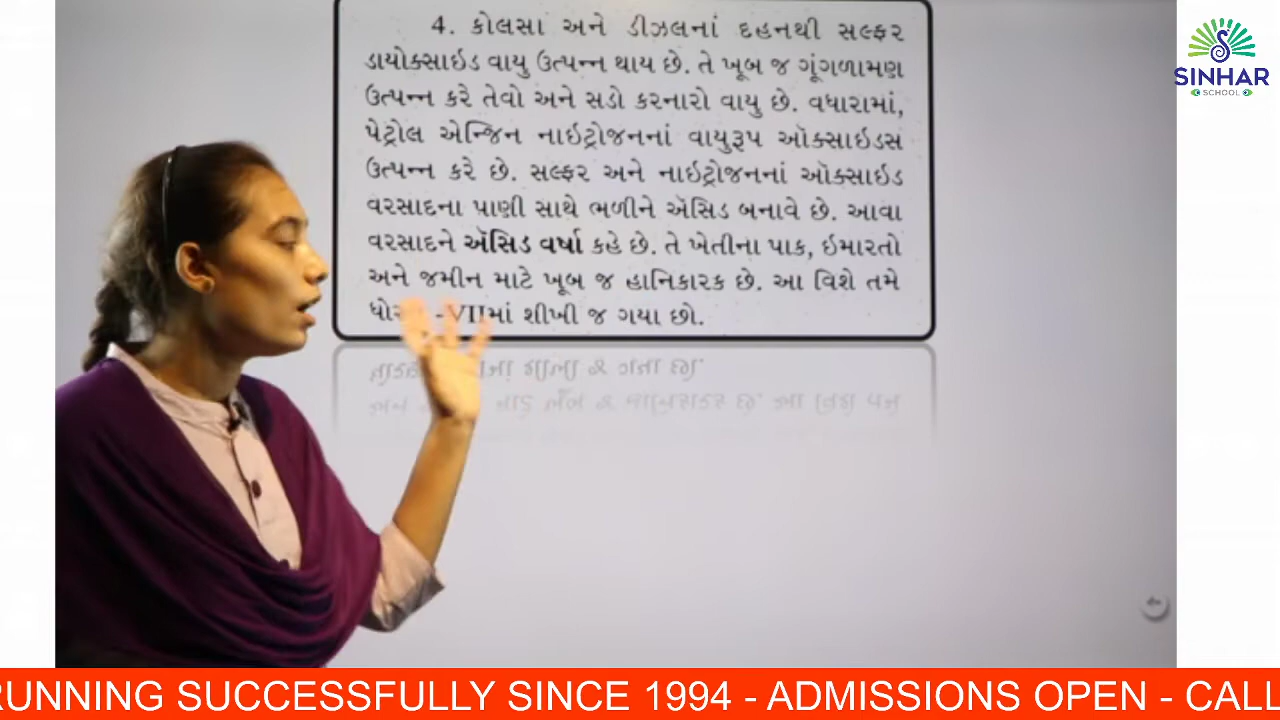 4. કોલસા અને ડીઝલનાં દહનથી સલ્ફર
ડાયોક્સાઇડ વાયુ ઉત્પન્ન થાય છે. તે ખૂબ જ ગૂંગળામણ
ઉત્પન્ન કરે તેવો અને સડો કરનારો વાયુ છે. વધારામાં,
પેટ્રોલ એન્જિન નાઇટ્રોજનનાં વાયુરૂપ ઑક્સાઇડસ
ઉત્પન્ન કરે છે. સલ્ફર અને નાઇટ્રોજનનાં ઑક્સાઇડ
વરસાદના પાણી સાથે ભળીને ઍસિડ બનાવે છે. આવા
વરસાદને ઍસિડ વર્ષા કહે છે. તે ખેતીના પાક, ઇમારતો
અને જમીન માટે ખૂબ જ હાનિકારક છે. આ વિશે તમે
-VIIમાં શીખી જ ગયા છો.
SINHAR
SCHOOL
RUNNING SUCCESSFULLY SINCE 1994 - ADMISSIONS OPEN - CALL